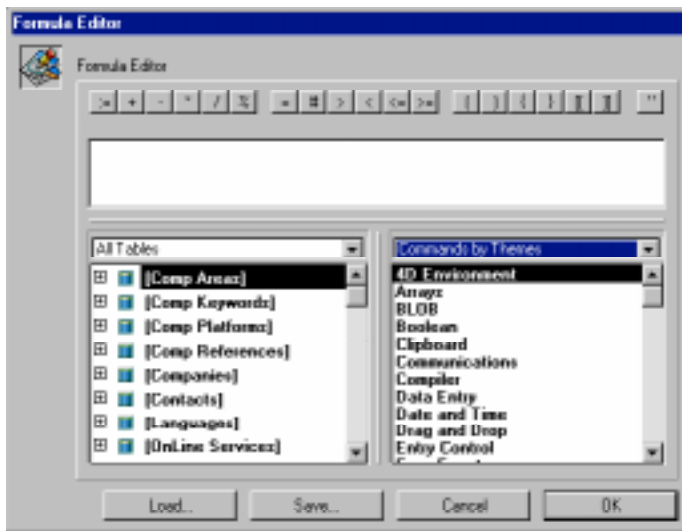 Formula Editor
Formula Editor
:= + - * / % = # > < <= >= ( ) { } [[ ]] "
All Tables
[Comp Areas]
[Comp Keywords]
[Comp Platforms]
[Comp References]
[Companies]
[Contacts]
[Languages]
[OnLine Services]
Commands by Themes
4D Environment
Arrays
BLOB
Boolean
Clipboard
Communications
Compiler
Data Entry
Date and Time
Drag and Drop
Entry Control
Load... Save... Cancel OK